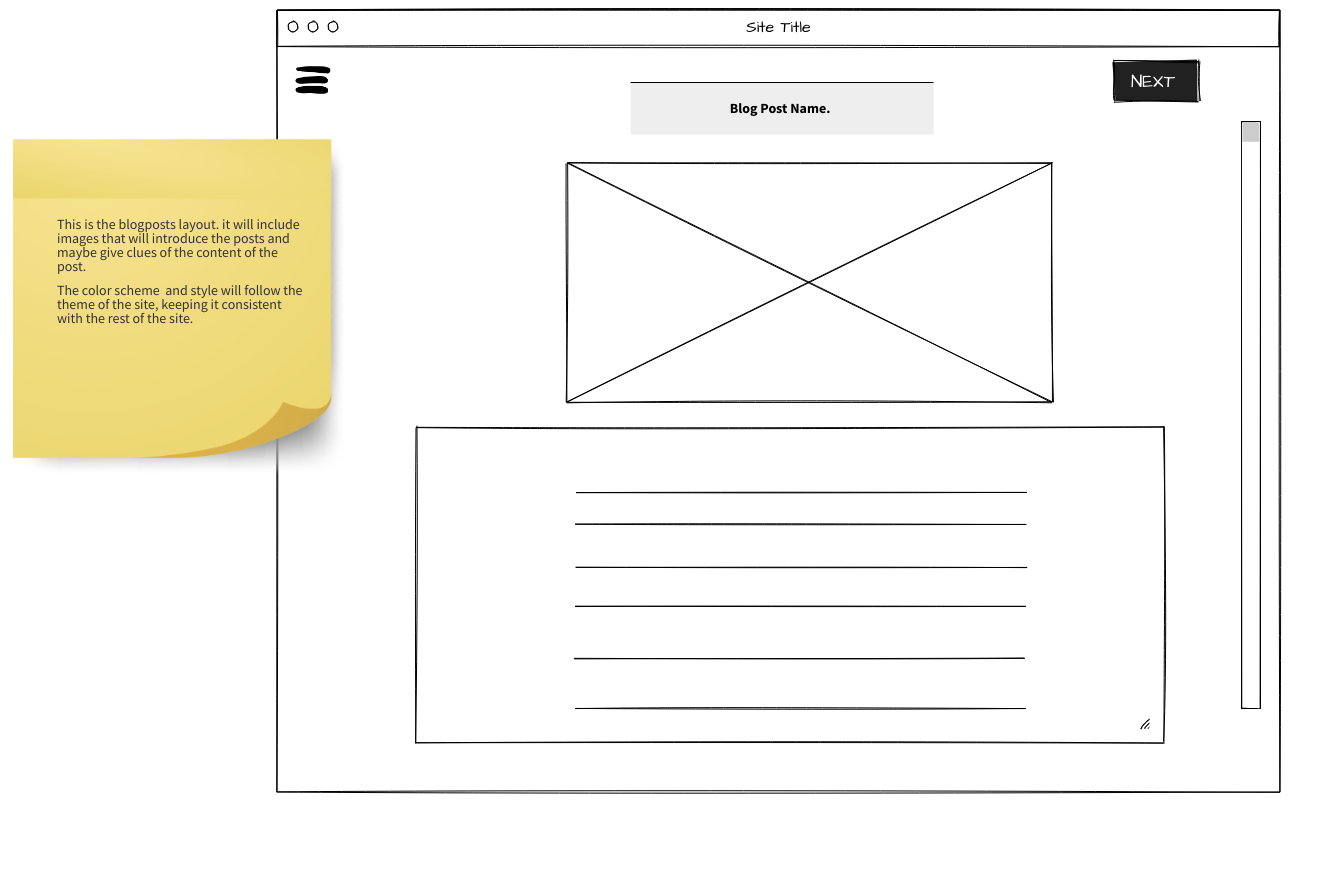 Site Title
NEXT
Blog Post Name.
This is the blogposts layout. it will include
images that will introduce the posts and
maybe give clues of the content of the
post.
The color scheme  and style will follow the
theme of the site, keeping it consistent
with the rest of the site.